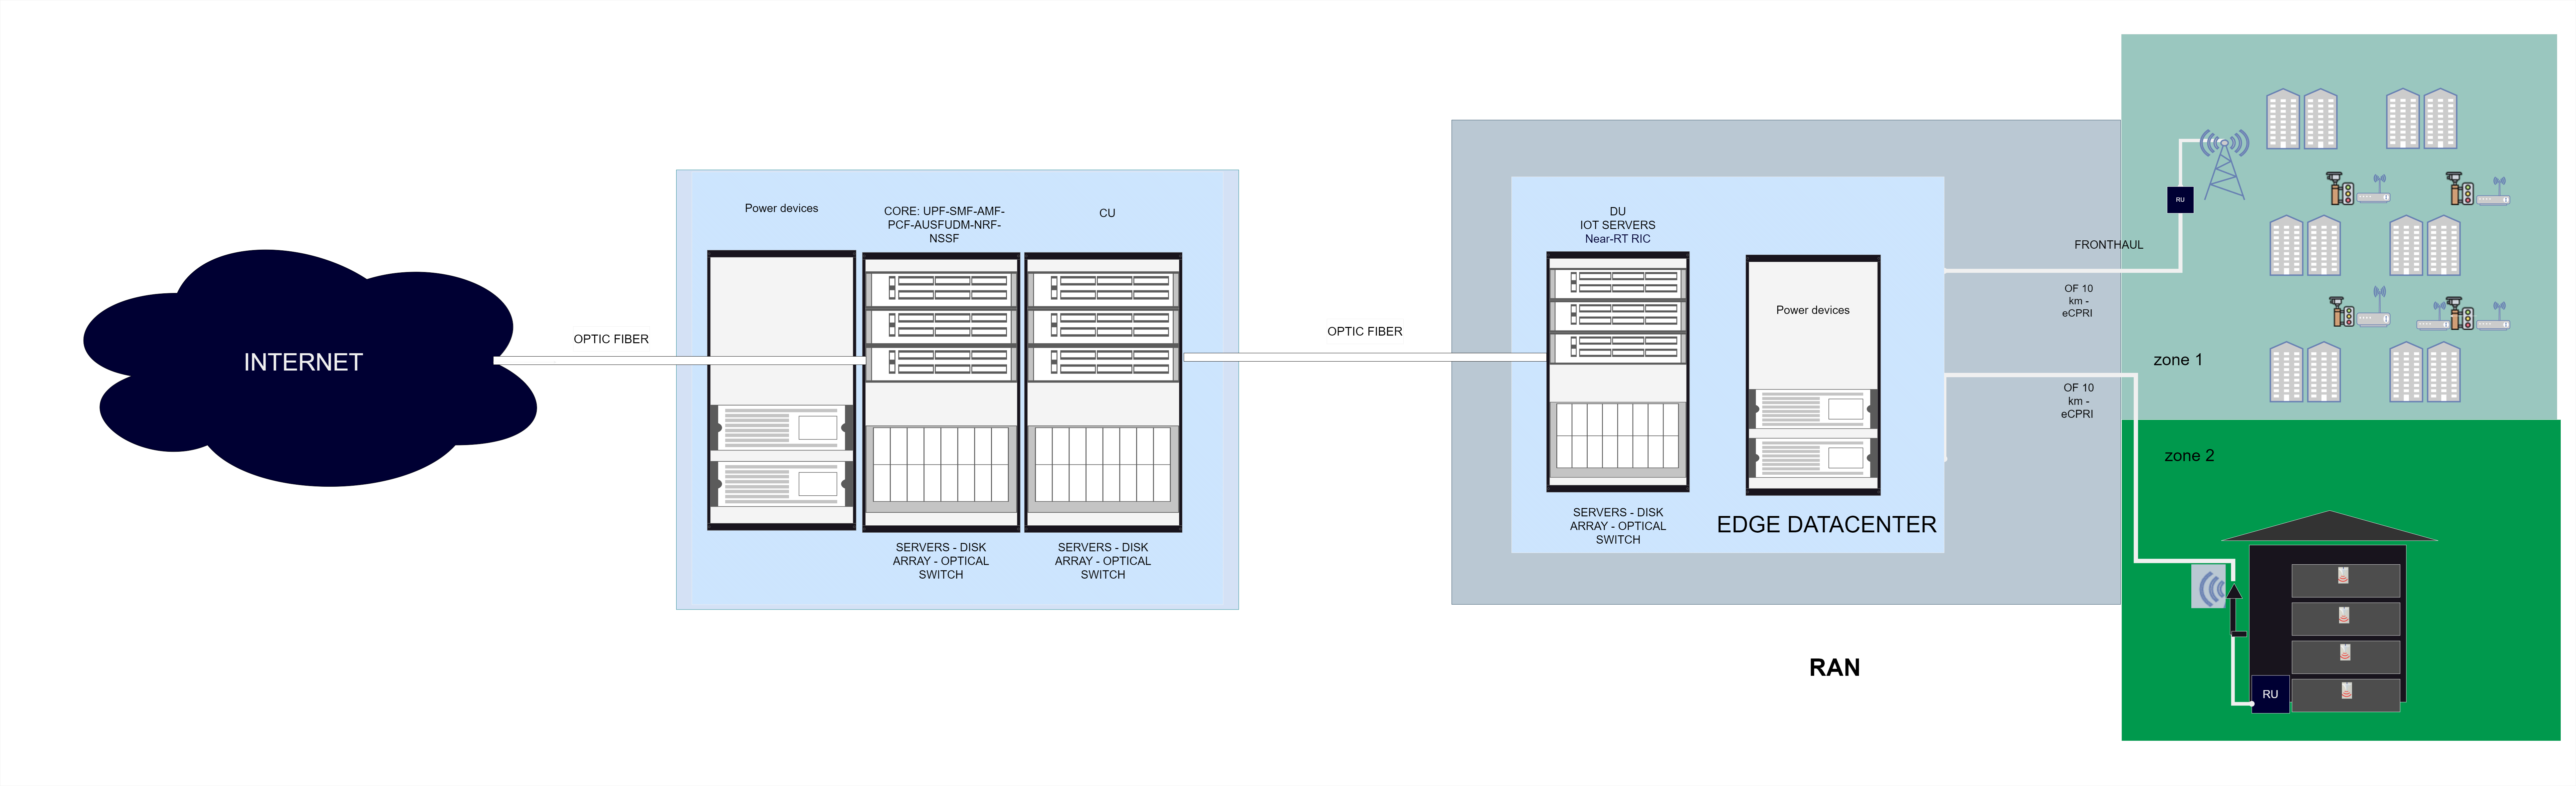 INTERNET
OPTIC FIBER
Power devices
CORE: UPF-SMF-AMF-
PCF-AUSFUDM-NRF-
NSSF
CU
SERVERS - DISK
ARRAY - OPTICAL
SWITCH
SERVERS - DISK
ARRAY - OPTICAL
SWITCH
OPTIC FIBER
DU
IOT SERVERS
Near-RT RIC
Power devices
SERVERS - DISK
ARRAY - OPTICAL
SWITCH
EDGE DATACENTER
RAN
FRONTHAUL
OF 10
km -
eCPRI
OF 10
km -
eCPRI
RU
zone 1
zone 2
RU